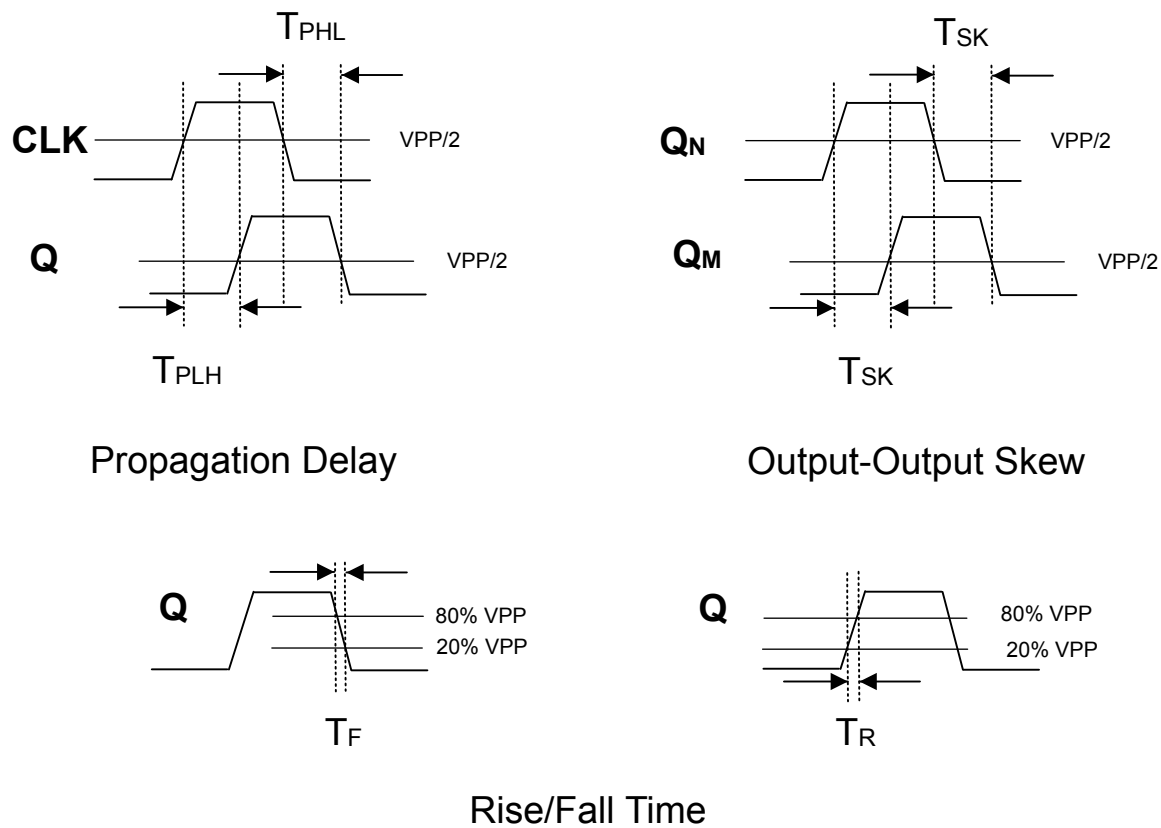 TPHL
CLK
VPP/2
Q
VPP/2
TPLH
Propagation Delay
TSK
QN
VPP/2
QM
VPP/2
TSK
Output-Output Skew
Q
80% VPP
20% VPP
TF
Q
80% VPP
20% VPP
TR
Rise/Fall Time